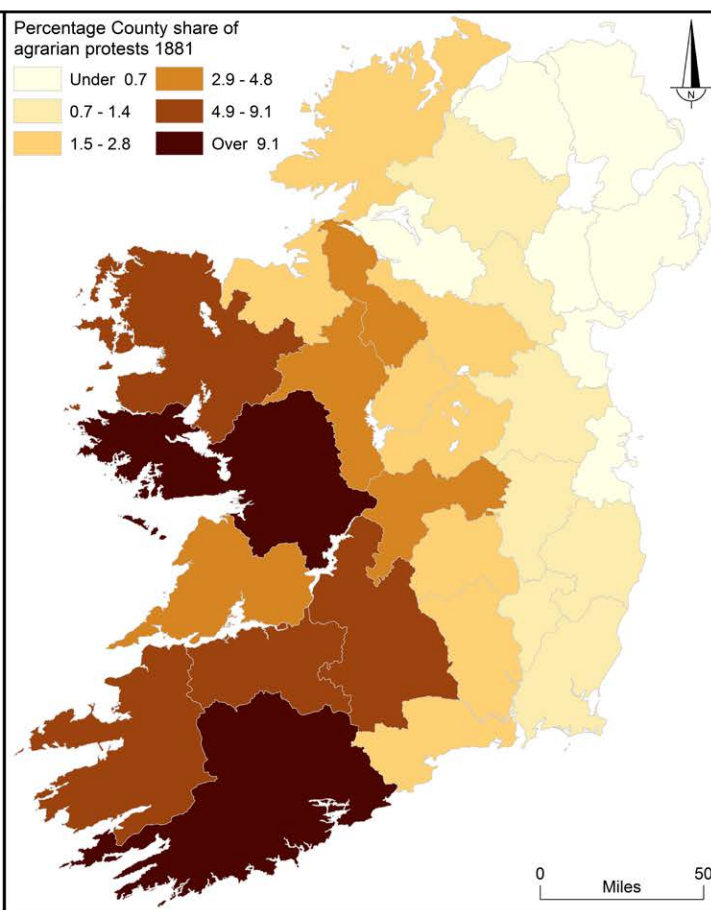 Percentage County share of
agrarian protests 1881
Under 0.7
0.7 - 1.4
1.5 - 2.8
2.9 - 4.8
4.9 - 9.1
Over 9.1
N
0 50
Miles